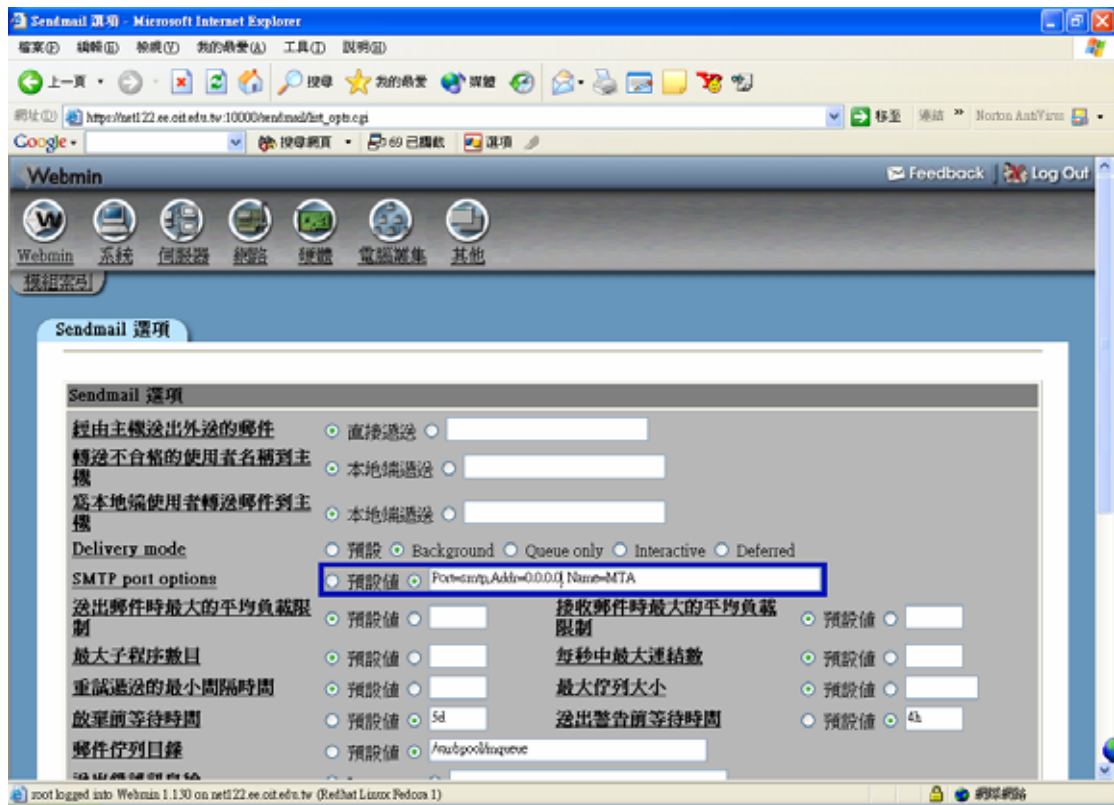 Sendmail 選項 - Microsoft Internet Explorer
檔案(F) 編輯(E) 檢視(V) 我的最愛(A) 工具(T) 說明(H)
上一頁 搜尋 我的最愛 媒體
網址(D) https://net122.ee.oit.edu.tw:10000/sendmail/list_opts.cgi 移至 連結 » Norton AntiVirus
Google 搜尋網頁 69 已攔截 選項
Webmin Feedback Log Out
Webmin 系統 伺服器 網路 硬體 電腦叢集 其他
模組索引
Sendmail 選項
Sendmail 選項
經由主機送出外送的郵件 直接遞送
轉送不合格的使用者名稱到主機 本地端遞送
為本地端使用者轉送郵件到主機 本地端遞送
Delivery mode 預設 Background Queue only Interactive Deferred
SMTP port options 預設值 Port=smtp,Addr=0.0.0.0, Name=MTA
送出郵件時最大的平均負載限制 預設值 接收郵件時最大的平均負載限制 預設值
最大子程序數目 預設值 每秒中最大連結數 預設值
重試遞送的最小間隔時間 預設值 最大佇列大小 預設值
放棄前等待時間 預設值 5d 送出警告前等待時間 預設值 4h
郵件佇列目錄 預設值 /var/spool/mqueue
root logged into Webmin 1.130 on net122.ee.oit.edu.tw (Redhat Linux Fedora 1) 網際網路